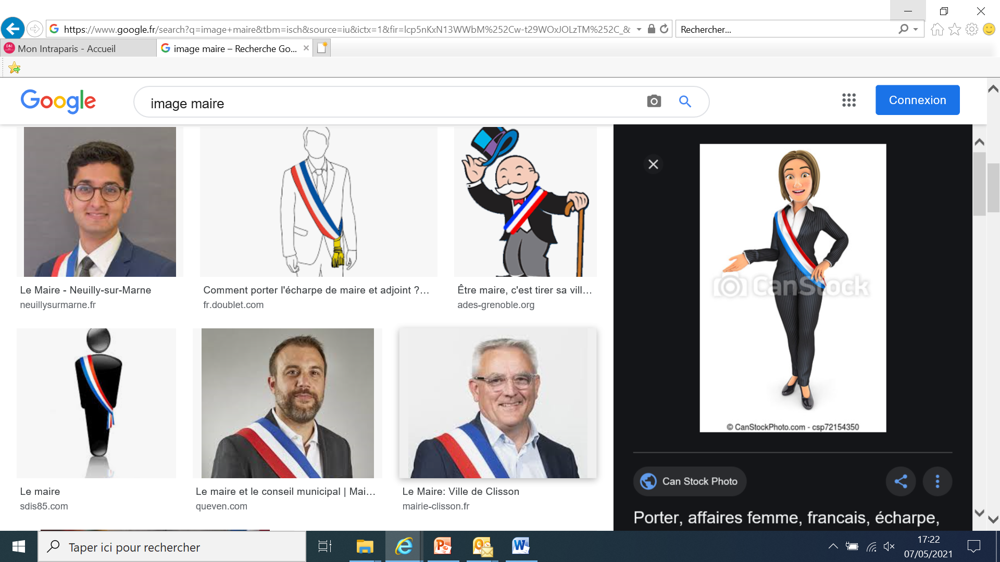 https://www.google.fr/search?q=image+maire&tbm=isch&source=iu&ictx=1&fir=lcp5nKxN13WWbM%252Cw-t29WOxJOLzTM%252C_&
Rechercher...
Mon Intraparis - Accueil
image maire – Recherche Go...
Google
image maire
Connexion
Le Maire - Neuilly-sur-Marne
neuillysurmarne.fr
Comment porter l'écharpe de maire et adjoint ?...
fr.doublet.com
Être maire, c'est tirer sa vill...
ades-grenoble.org
CanStock
© CanStockPhoto.com - csp72154350
Le maire
sdis85.com
Le maire et le conseil municipal | Mai...
queven.com
Le Maire: Ville de Clisson
mairie-clisson.fr
Can Stock Photo
Porter, affaires femme, francais, écharpe,
Taper ici pour rechercher
17:22
07/05/2021